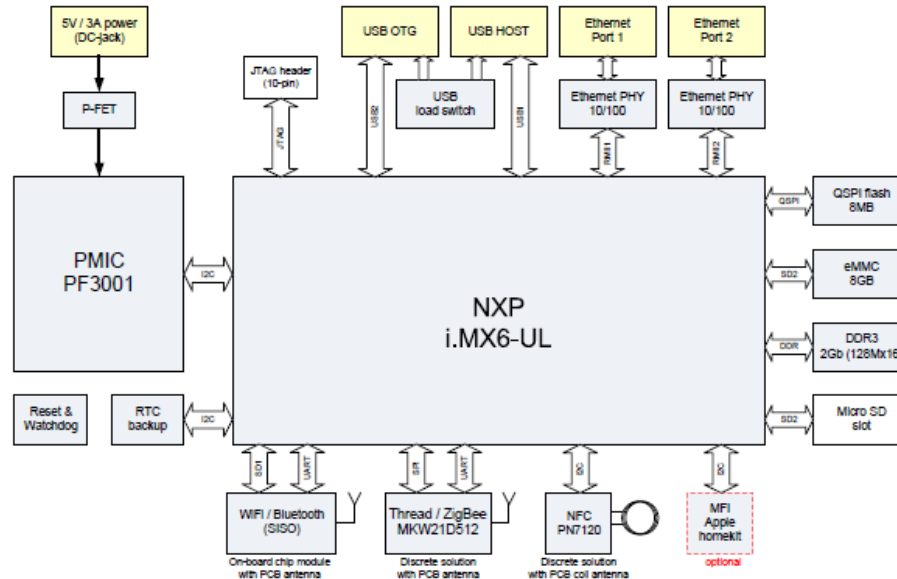 5V / 3A power
(DC-jack)
USB OTG
USB HOST
Ethernet
Port 1
Ethernet
Port 2
JTAG header
(10-pin)
P-FET
USB
load switch
Ethernet PHY
10/100
Ethernet PHY
10/100
JTAG
USB2
USB1
RMII1
RMII2
PMIC
PF3001
I2C
NXP
i.MX6-UL
QSPI
QSPI flash
8MB
SD2
eMMC
8GB
DDR
DDR3
2Gb (128Mx16
Reset &
Watchdog
RTC
backup
I2C
SD2
Micro SD
slot
SD1
UART
SPI
UART
I2C
I2C
WiFi / Bluetooth
(SISO)
Thread / ZigBee
MKW21D512
NFC
PN7120
MFI
Apple
homekit
On-board chip module
with PCB antenna
Discrete solution
with PCB antenna
Discrete solution
with PCB coil antenna
optional